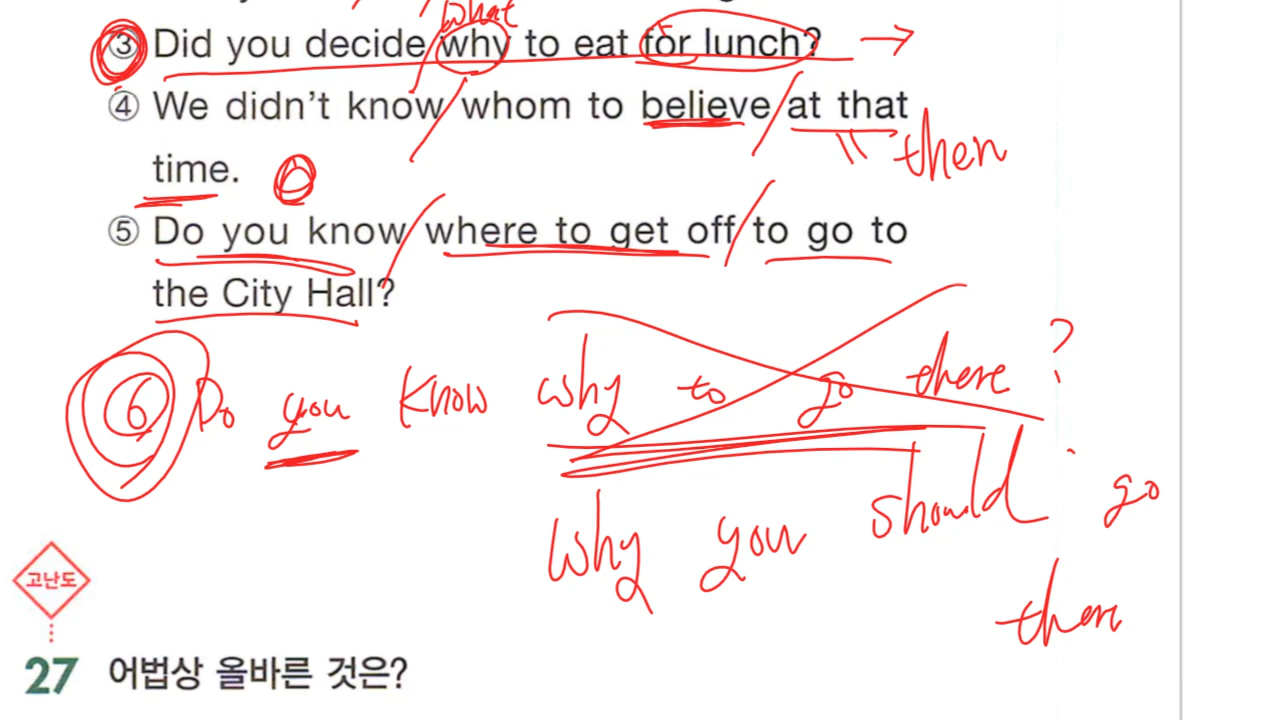 what
③ Did you decide why to eat for lunch? →
④ We didn't know whom to believe at that
then
time.
⑤ Do you know where to get off to go to
the City Hall?
6 Do you know why to go there?
why you should go
there
고난도
27 어법상 올바른 것은?